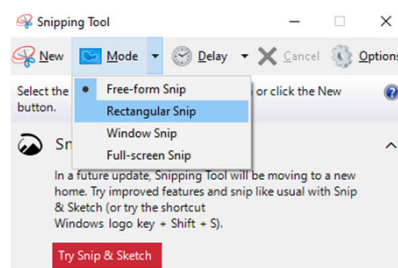 Snipping Tool
New Mode Delay Cancel Options
Select the or click the New
button.
Free-form Snip
Rectangular Snip
Window Snip
Full-screen Snip
Sn
In a future update, Snipping Tool will be moving to a new
home. Try improved features and snip like usual with Snip
& Sketch (or try the shortcut
Windows logo key + Shift + S).
Try Snip & Sketch